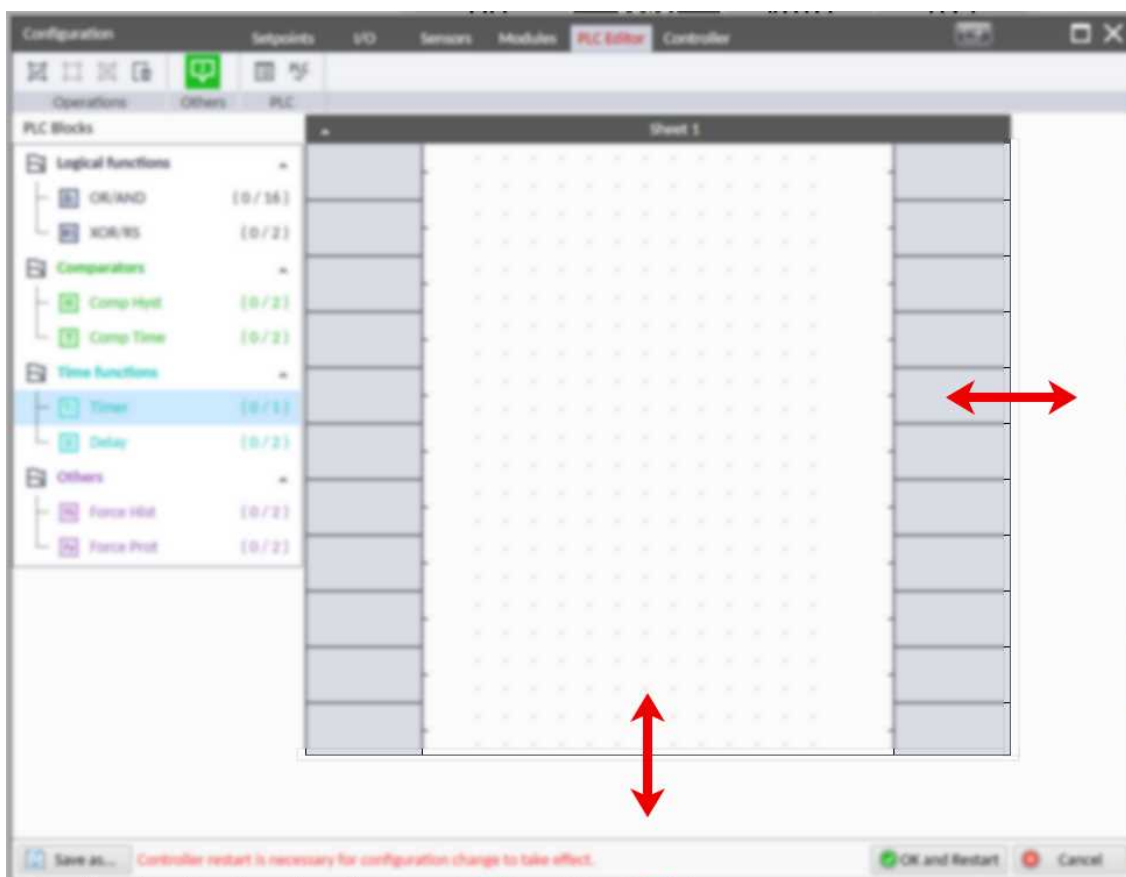 Configuration
Setpoints I/O Sensors Modules PLC Editor Controller
Operations Others PLC
PLC Blocks
Sheet 1
Logical functions
OR/AND [0/16]
XOR/RS [0/2]
Comparators
Comp Hyst [0/2]
Comp Time [0/2]
Time functions
Timer [0/1]
Delay [0/2]
Others
Force Hist [0/2]
Force Prot [0/2]
Save as... Controller restart is necessary for configuration change to take effect. OK and Restart Cancel